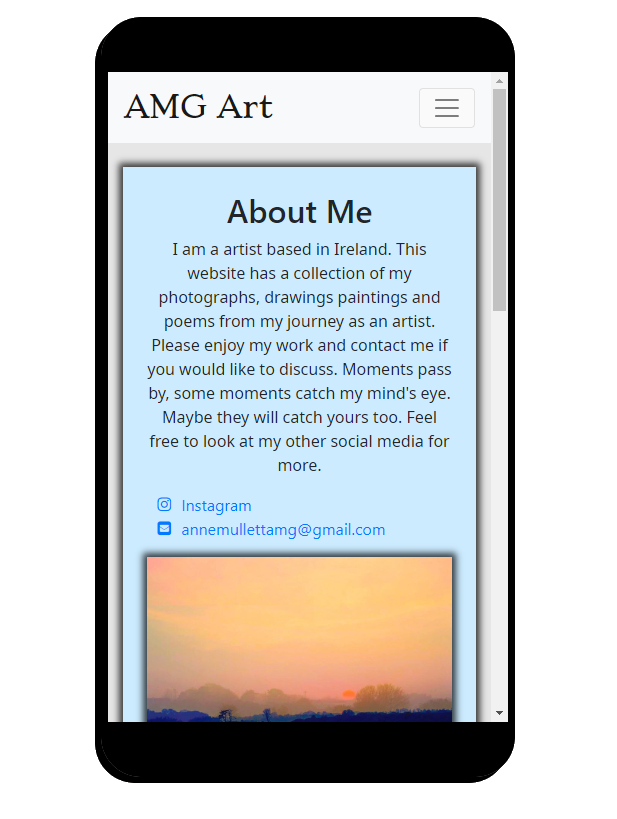 AMG Art
About Me
I am a artist based in Ireland. This
website has a collection of my
photographs, drawings paintings and
poems from my journey as an artist.
Please enjoy my work and contact me if
you would like to discuss. Moments pass
by, some moments catch my mind's eye.
Maybe they will catch yours too. Feel
free to look at my other social media for
more.
Instagram
annemullettamg@gmail.com